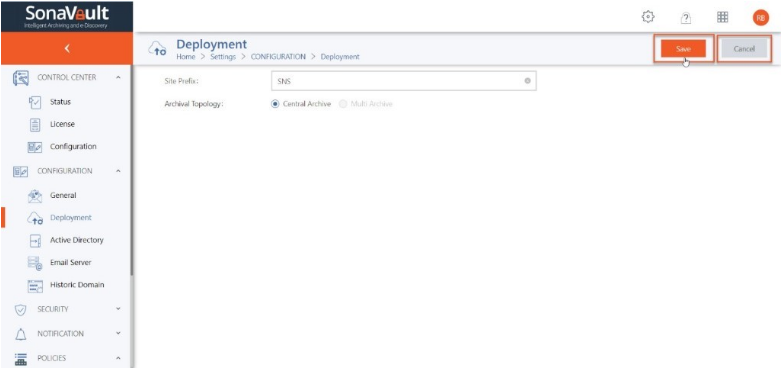 SonaVault
Intelligent Archiving and e-Discovery
?
RB
Deployment
Home > Settings > CONFIGURATION > Deployment
Save
Cancel
CONTROL CENTER
Status
License
Configuration
CONFIGURATION
General
Deployment
Active Directory
Email Server
Historic Domain
SECURITY
NOTIFICATION
POLICIES
Site Prefix:
SNS
Archival Topology:
Central Archive
Multi Archive